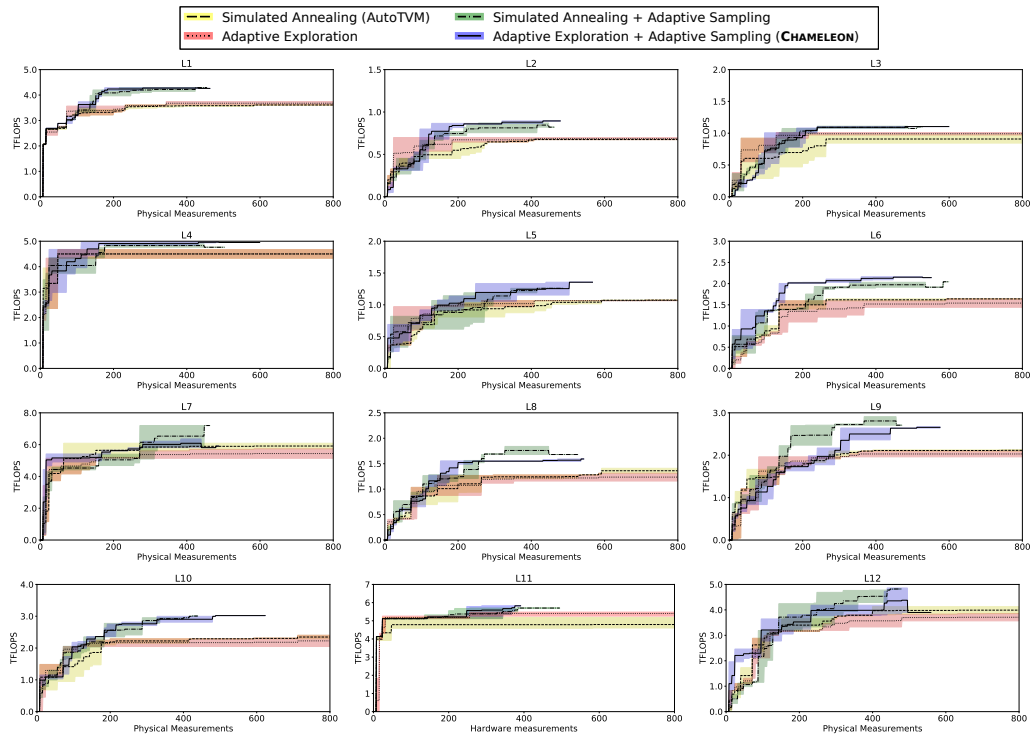 Simulated Annealing (AutoTVM) Simulated Annealing + Adaptive Sampling
Adaptive Exploration Adaptive Exploration + Adaptive Sampling (CHAMELEON)
L1 L2 L3
5.0 1.5 2.0
4.0 1.5
3.0 1.0
2.0 1.0
1.0 0.5 0.5
0.0 0.0 0.0
TFLOPS TFLOPS TFLOPS
0 200 400 600 800 0 200 400 600 800 0 200 400 600 800
Physical Measurements Physical Measurements Physical Measurements
L4 L5 L6
5.0 2.0 3.0
4.0 1.5 2.5
3.0 1.0 2.0
2.0 0.5 1.5
1.0 0.0 1.0
0.0 0.5
0.0
TFLOPS TFLOPS TFLOPS
0 200 400 600 800 0 200 400 600 800 0 200 400 600 800
Physical Measurements Physical Measurements Physical Measurements
L7 L8 L9
8.0 2.5 3.0
6.0 2.0 2.5
4.0 1.5 2.0
2.0 1.0 1.5
0.0 0.5 1.0
0.0 0.5
0.0
TFLOPS TFLOPS TFLOPS
0 200 400 600 800 0 200 400 600 800 0 200 400 600 800
Physical Measurements Physical Measurements Physical Measurements
L10 L11 L12
4.0 7 5.0
3.0 6 4.0
2.0 5 3.0
1.0 4 2.0
0.0 3 1.0
2 0.0
1
0
TFLOPS TFLOPS TFLOPS
0 200 400 600 800 0 200 400 600 800 0 200 400 600 800
Physical Measurements Hardware measurements Physical Measurements